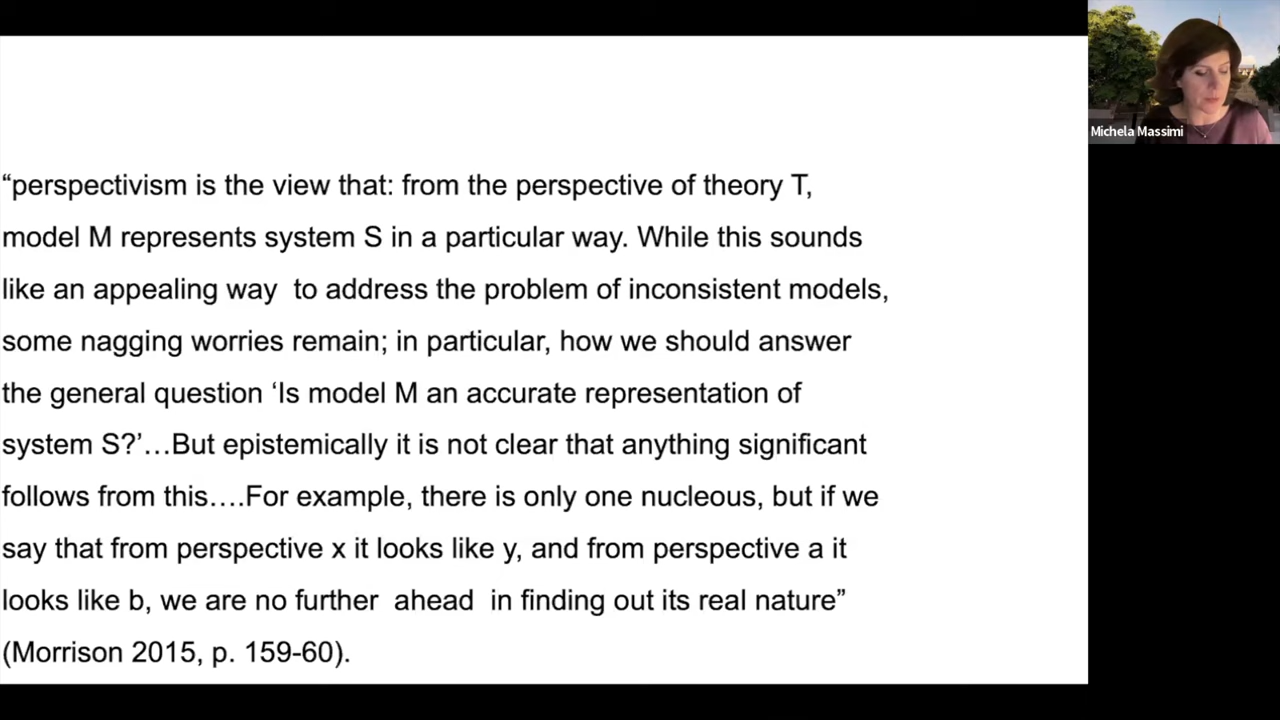 “perspectivism is the view that: from the perspective of theory T,
model M represents system S in a particular way. While this sounds
like an appealing way  to address the problem of inconsistent models,
some nagging worries remain; in particular, how we should answer
the general question ‘Is model M an accurate representation of
system S?’…But epistemically it is not clear that anything significant
follows from this….For example, there is only one nucleous, but if we
say that from perspective x it looks like y, and from perspective a it
looks like b, we are no further  ahead  in finding out its real nature”
(Morrison 2015, p. 159-60).
Michela Massimi